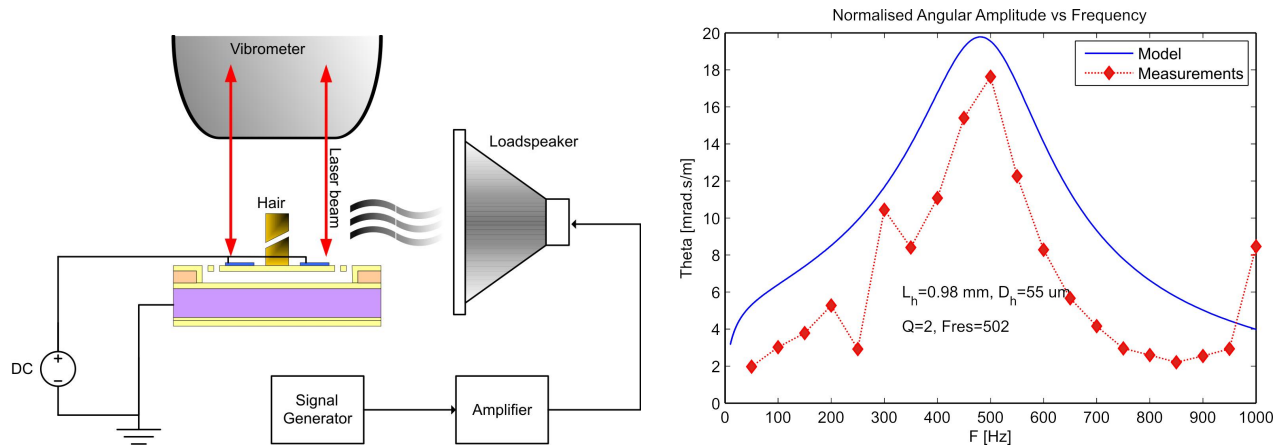 Vibrometer
Loadspeaker
Laser beam
Hair
DC
+
−
Signal
Generator
Amplifier
Normalised Angular Amplitude vs Frequency
Model
Measurements
Theta [mrad.s/m]
20
18
16
14
12
10
8
6
4
2
0
L_h=0.98 mm, D_h=55 um
Q=2, Fres=502
0 100 200 300 400 500 600 700 800 900 1000
F [Hz]